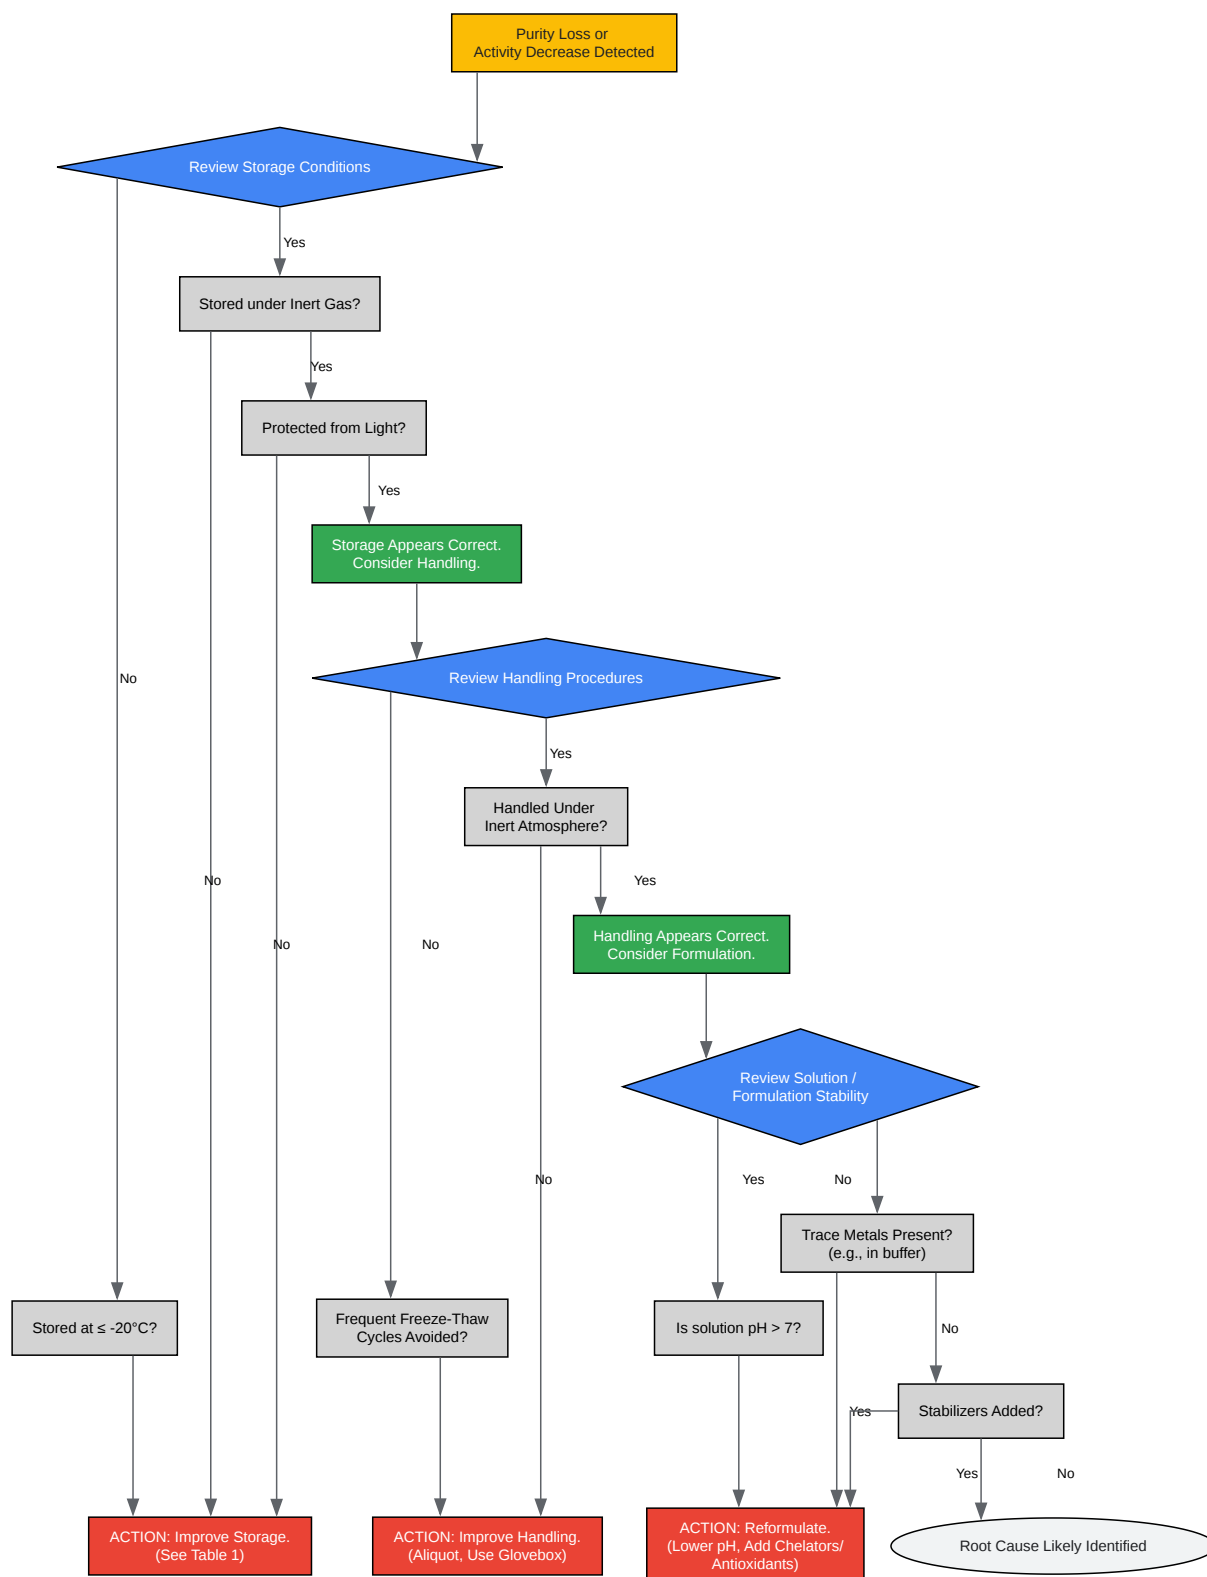 Purity Loss or
Activity Decrease Detected
Review Storage Conditions
Yes
Stored under Inert Gas?
Yes
Protected from Light?
Yes
Storage Appears Correct.
Consider Handling.
No
Review Handling Procedures
Yes
Handled Under
Inert Atmosphere?
No
Yes
Handling Appears Correct.
Consider Formulation.
No
No
Review Solution /
Formulation Stability
No
Yes
No
Trace Metals Present?
(e.g., in buffer)
Stored at ≤ -20°C?
Frequent Freeze-Thaw
Cycles Avoided?
Is solution pH > 7?
No
Yes
Stabilizers Added?
Yes
No
ACTION: Improve Storage.
(See Table 1)
ACTION: Improve Handling.
(Aliquot, Use Glovebox)
ACTION: Reformulate.
(Lower pH, Add Chelators/
Antioxidants)
Root Cause Likely Identified